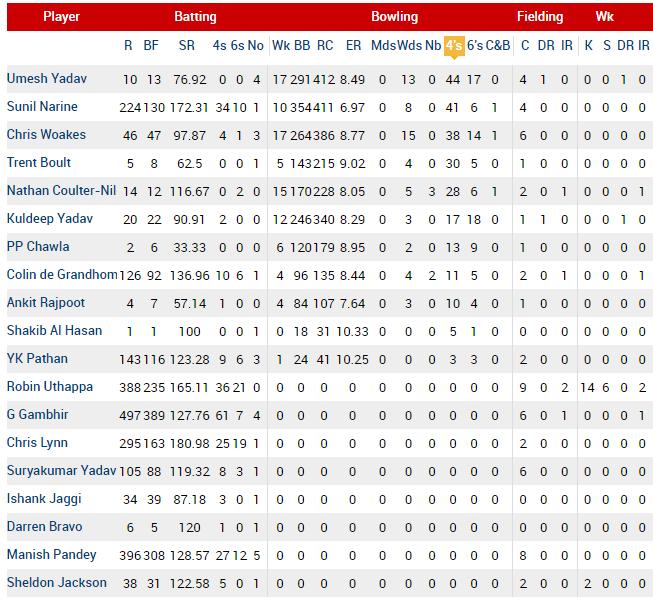 Player Batting Bowling Fielding Wk
R BF SR 4s 6s No Wk BB RC ER Mds Wds Nb 4's 6's C&B C DR IR K S DR IR
Umesh Yadav 10 13 76.92 0 0 4 17 291 412 8.49 0 13 0 44 17 0 4 1 0 0 0 1 0
Sunil Narine 224 130 172.31 34 10 1 10 354 411 6.97 0 8 0 41 6 1 4 0 0 0 0 0 0
Chris Woakes 46 47 97.87 4 1 3 17 264 386 8.77 0 15 0 38 14 1 6 0 0 0 0 0 0
Trent Boult 5 8 62.5 0 0 1 5 143 215 9.02 0 4 0 30 5 0 1 0 0 0 0 0 0
Nathan Coulter-Nil 14 12 116.67 0 2 0 15 170 228 8.05 0 5 3 28 6 1 2 0 1 0 0 0 1
Kuldeep Yadav 20 22 90.91 2 0 0 12 246 340 8.29 0 3 0 17 18 0 1 1 0 0 0 1 0
PP Chawla 2 6 33.33 0 0 0 6 120 179 8.95 0 2 0 13 9 0 1 0 0 0 0 0 0
Colin de Grandhom 126 92 136.96 10 6 1 4 96 135 8.44 0 4 2 11 5 0 2 0 1 0 0 0 1
Ankit Rajpoot 4 7 57.14 1 0 0 4 84 107 7.64 0 3 0 10 4 0 1 0 0 0 0 0 0
Shakib Al Hasan 1 1 100 0 0 1 0 18 31 10.33 0 0 0 5 1 0 0 0 0 0 0 0 0
YK Pathan 143 116 123.28 9 6 3 1 24 41 10.25 0 0 0 3 3 0 2 0 0 0 0 0 0
Robin Uthappa 388 235 165.11 36 21 0 0 0 0 0 0 0 0 0 0 0 9 0 2 14 6 0 2
G Gambhir 497 389 127.76 61 7 4 0 0 0 0 0 0 0 0 0 0 6 0 1 0 0 0 1
Chris Lynn 295 163 180.98 25 19 1 0 0 0 0 0 0 0 0 0 0 2 0 0 0 0 0 0
Suryakumar Yadav 105 88 119.32 8 3 1 0 0 0 0 0 0 0 0 0 0 6 0 0 0 0 0 0
Ishank Jaggi 34 39 87.18 3 0 1 0 0 0 0 0 0 0 0 0 0 0 0 0 0 0 0 0
Darren Bravo 6 5 120 1 0 1 0 0 0 0 0 0 0 0 0 0 0 0 0 0 0 0 0
Manish Pandey 396 308 128.57 27 12 5 0 0 0 0 0 0 0 0 0 0 8 0 0 0 0 0 0
Sheldon Jackson 38 31 122.58 5 0 1 0 0 0 0 0 0 0 0 0 0 2 0 0 2 0 0 0